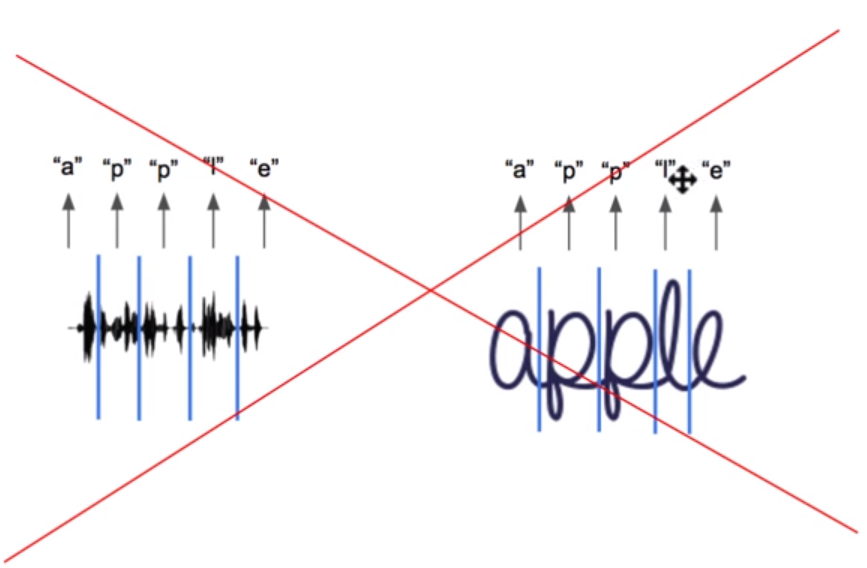 “a” “p” “p” “l” “e” “a” “p” “p” “l” “e”
apple